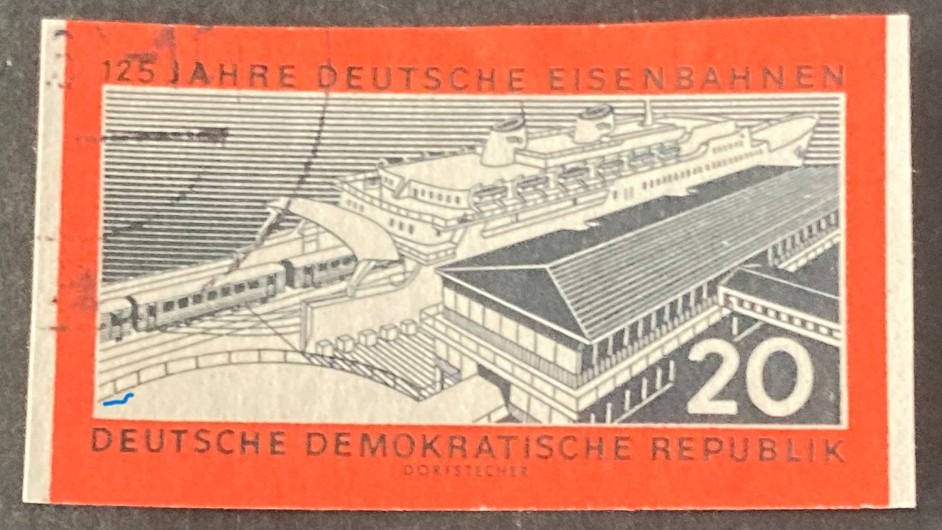 125 JAHRE DEUTSCHE EISENBAHNEN
20
DEUTSCHE DEMOKRATISCHE REPUBLIK
DORFSTECHER